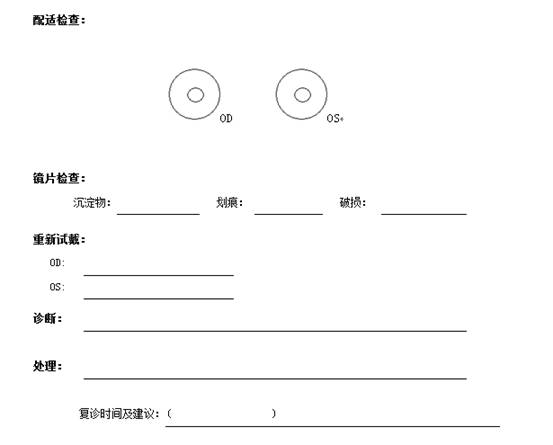 配适检查：
OD OS
镜片检查：
沉淀物： 划痕： 破损：
重新试戴：
OD:
OS:
诊断：
处理：
复诊时间及建议：（ ）